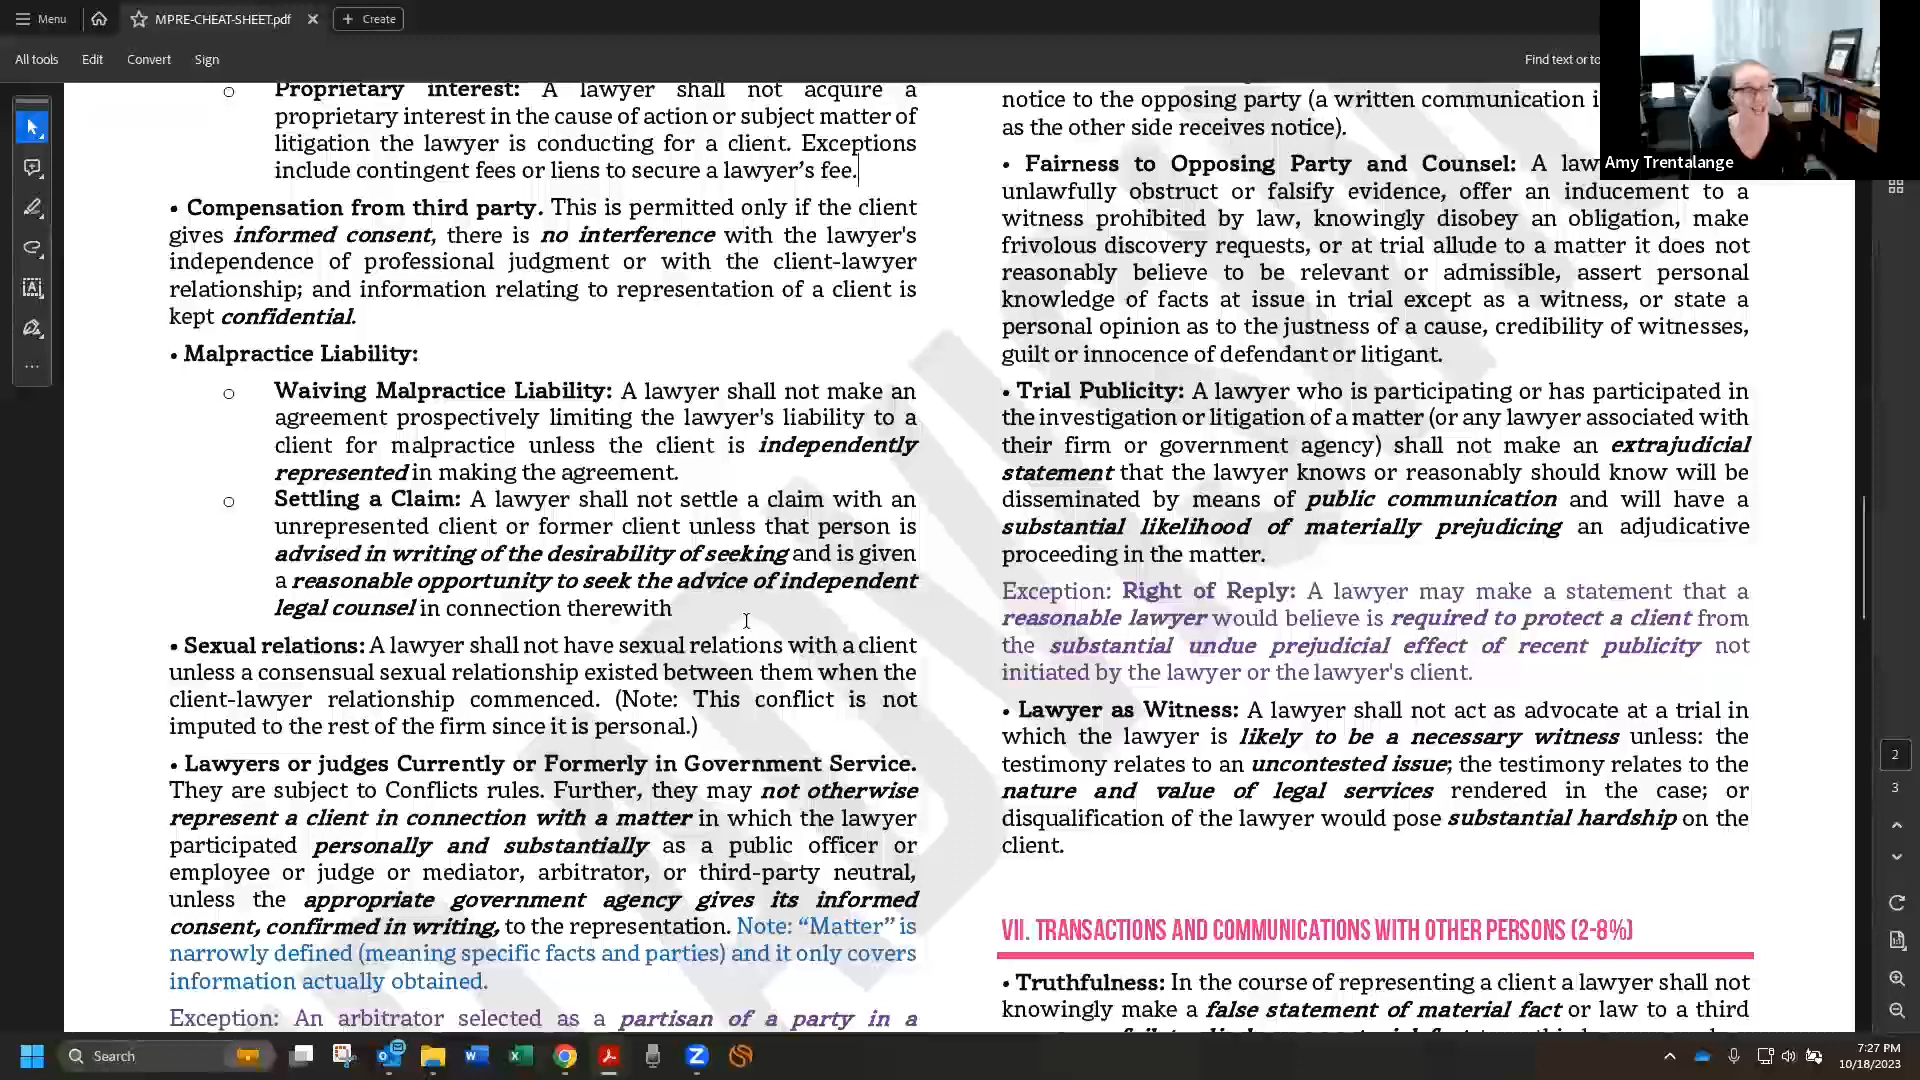 Menu
MPRE-CHEAT-SHEET.pdf
Create
All tools
Edit
Convert
Sign
Find text or to
Amy Trentalange
o Proprietary interest: A lawyer shall not acquire a
proprietary interest in the cause of action or subject matter of
litigation the lawyer is conducting for a client. Exceptions
include contingent fees or liens to secure a lawyer's fee.
• Compensation from third party. This is permitted only if the client
gives informed consent, there is no interference with the lawyer's
independence of professional judgment or with the client-lawyer
relationship; and information relating to representation of a client is
kept confidential.
• Malpractice Liability:
o Waiving Malpractice Liability: A lawyer shall not make an
agreement prospectively limiting the lawyer's liability to a
client for malpractice unless the client is independently
represented in making the agreement.
o Settling a Claim: A lawyer shall not settle a claim with an
unrepresented client or former client unless that person is
advised in writing of the desirability of seeking and is given
a reasonable opportunity to seek the advice of independent
legal counsel in connection therewith
• Sexual relations: A lawyer shall not have sexual relations with a client
unless a consensual sexual relationship existed between them when the
client-lawyer relationship commenced. (Note: This conflict is not
imputed to the rest of the firm since it is personal.)
• Lawyers or judges Currently or Formerly in Government Service.
They are subject to Conflicts rules. Further, they may not otherwise
represent a client in connection with a matter in which the lawyer
participated personally and substantially as a public officer or
employee or judge or mediator, arbitrator, or third-party neutral,
unless the appropriate government agency gives its informed
consent, confirmed in writing, to the representation. Note: “Matter” is
narrowly defined (meaning specific facts and parties) and it only covers
information actually obtained.
Exception: An arbitrator selected as a partisan of a party in a
notice to the opposing party (a written communication i
as the other side receives notice).
• Fairness to Opposing Party and Counsel: A law
unlawfully obstruct or falsify evidence, offer an inducement to a
witness prohibited by law, knowingly disobey an obligation, make
frivolous discovery requests, or at trial allude to a matter it does not
reasonably believe to be relevant or admissible, assert personal
knowledge of facts at issue in trial except as a witness, or state a
personal opinion as to the justness of a cause, credibility of witnesses,
guilt or innocence of defendant or litigant.
• Trial Publicity: A lawyer who is participating or has participated in
the investigation or litigation of a matter (or any lawyer associated with
their firm or government agency) shall not make an extrajudicial
statement that the lawyer knows or reasonably should know will be
disseminated by means of public communication and will have a
substantial likelihood of materially prejudicing an adjudicative
proceeding in the matter.
Exception: Right of Reply: A lawyer may make a statement that a
reasonable lawyer would believe is required to protect a client from
the substantial undue prejudicial effect of recent publicity not
initiated by the lawyer or the lawyer's client.
• Lawyer as Witness: A lawyer shall not act as advocate at a trial in
which the lawyer is likely to be a necessary witness unless: the
testimony relates to an uncontested issue; the testimony relates to the
nature and value of legal services rendered in the case; or
disqualification of the lawyer would pose substantial hardship on the
client.
VII. TRANSACTIONS AND COMMUNICATIONS WITH OTHER PERSONS (2-8%)
• Truthfulness: In the course of representing a client a lawyer shall not
knowingly make a false statement of material fact or law to a third
2
3
Search
7:27 PM
10/18/2023